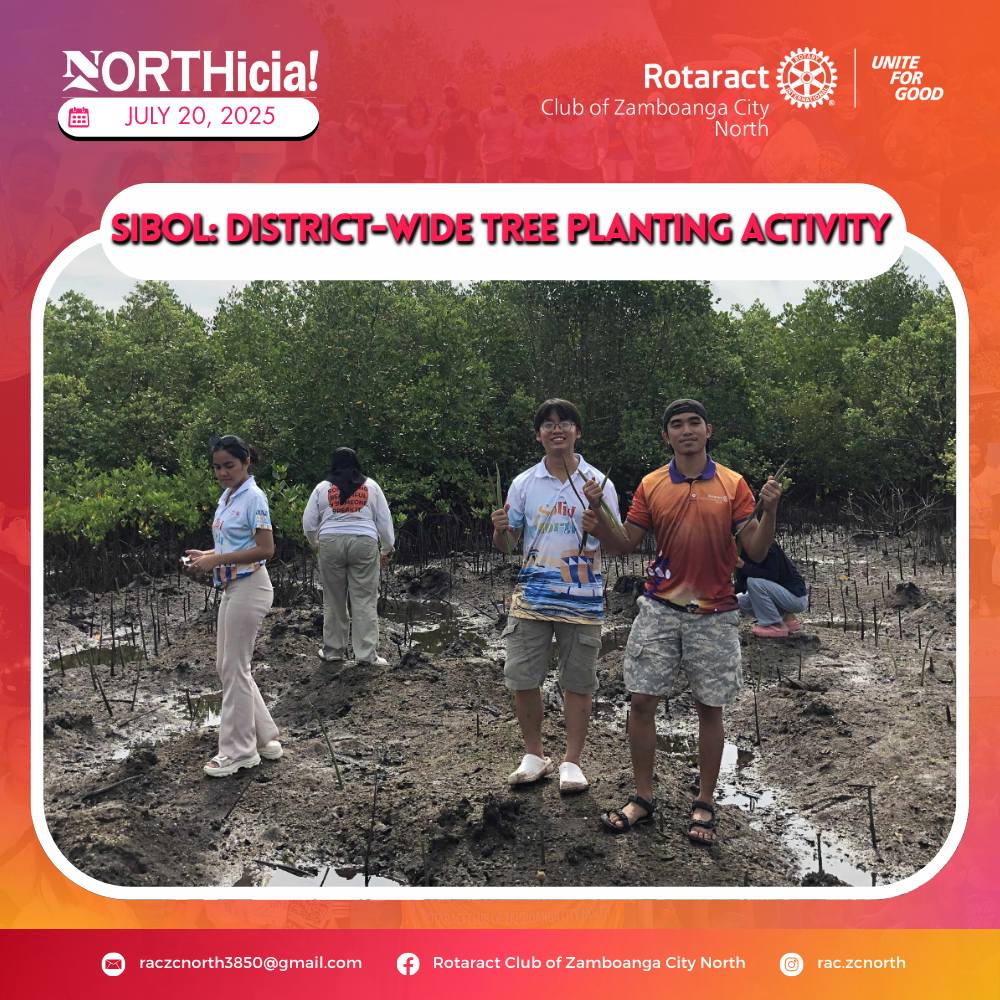 NORTHicia!
JULY 20, 2025
Rotaract
Club of Zamboanga City
North
UNITE
FOR
GOOD
SIBOL: DISTRICT-WIDE TREE PLANTING ACTIVITY
raczcnorth3850@gmail.com
Rotaract Club of Zamboanga City North
rac.zcnorth